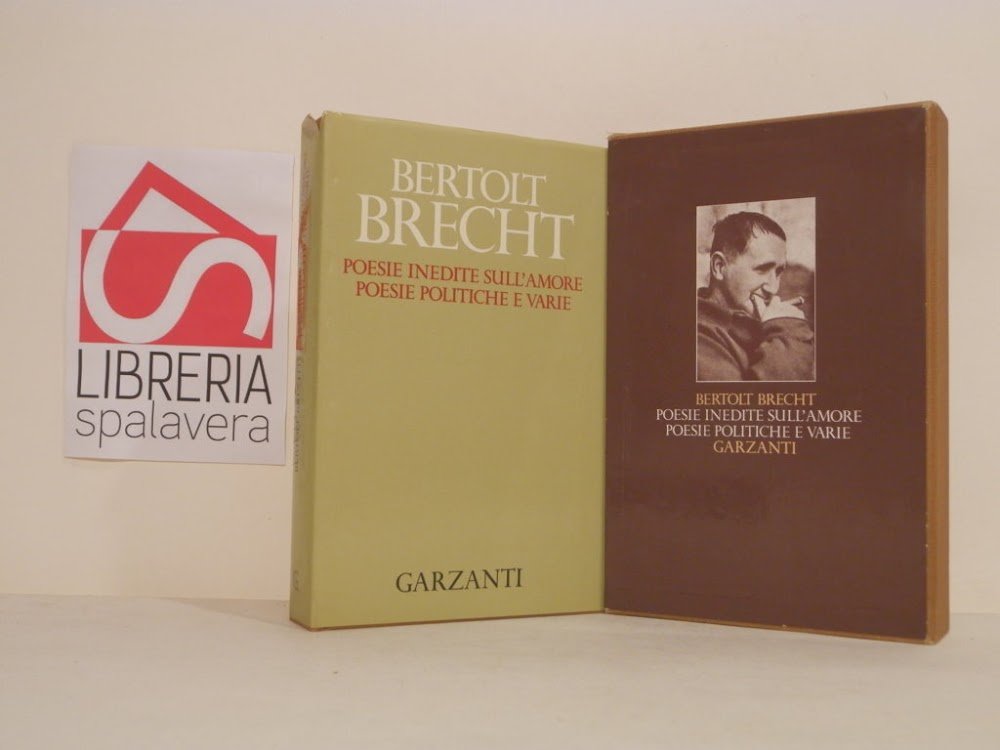 LIBRERIA
spalavera
BERTOLT
BRECHT
POESIE INEDITE SULL'AMORE
POESIE POLITICHE E VARIE
GARZANTI
BERTOLT BRECHT
POESIE INEDITE SULL'AMORE
POESIE POLITICHE E VARIE
GARZANTI